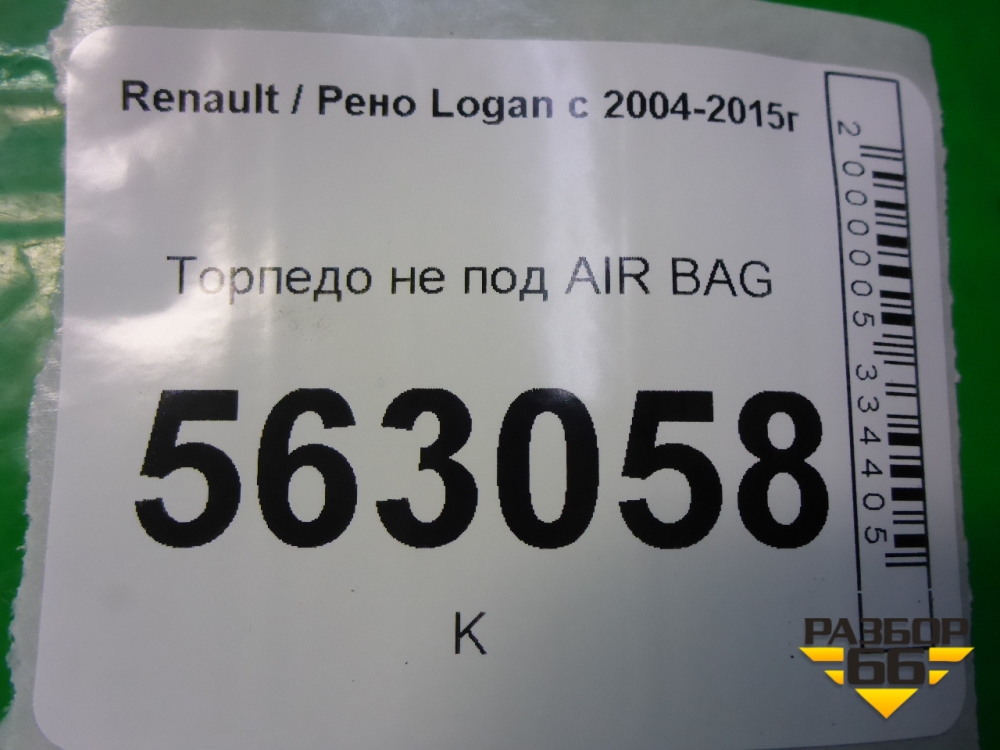 Renault / Рено Logan с 2004-2015г
Торпедо не под AIR BAG
563058
К
2000005334405
РАЗБОР
66